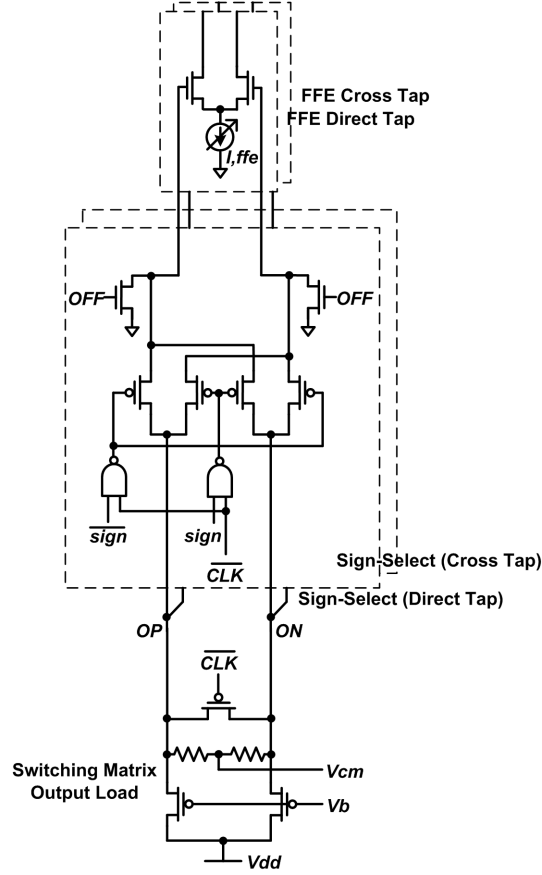 FFE Cross Tap
FFE Direct Tap
I,ffe
OFF
OFF
sign
sign
CLK
Sign-Select (Cross Tap)
Sign-Select (Direct Tap)
OP
ON
CLK
Switching Matrix
Output Load
Vcm
Vb
Vdd